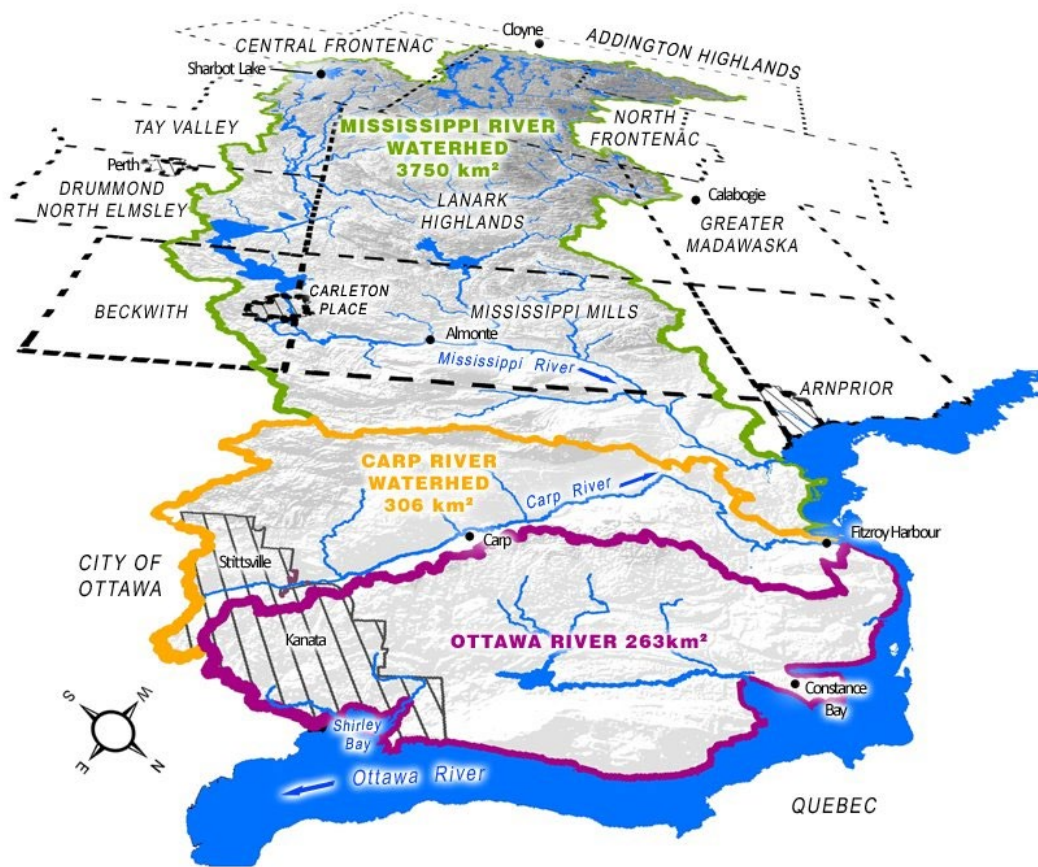 Cloyne
CENTRAL FRONTENAC
ADDINGTON HIGHLANDS
Sharbot Lake
TAY VALLEY
MISSISSIPPI RIVER
WATERHED
3750 km²
NORTH
FRONTENAC
Perth
DRUMMOND
NORTH ELMSLEY
LANARK
HIGHLANDS
Calabogie
GREATER
MADAWASKA
BECKWITH
CARLETON
PLACE
MISSISSIPPI MILLS
Almonte
Mississippi River
ARNPRIOR
CARP RIVER
WATERHED
306 km²
Carp River
Carp
Fitzroy Harbour
CITY OF
OTTAWA
Stittsville
Kanata
OTTAWA RIVER 263km²
Constance
Bay
Shirley
Bay
S
W
E
N
Ottawa River
QUEBEC